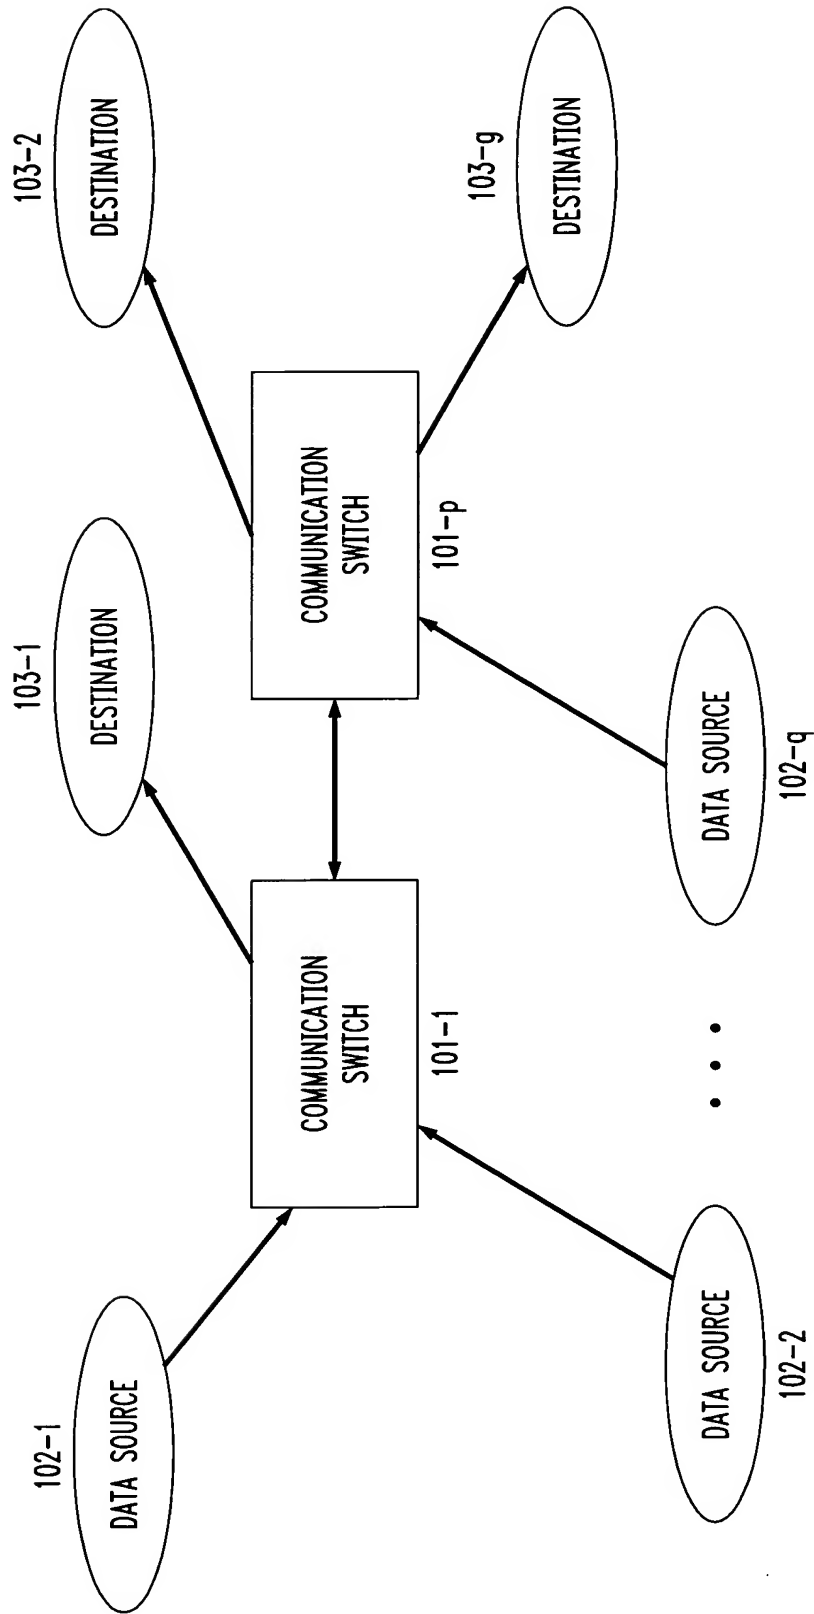 102-1
DATA SOURCE
103-1
DESTINATION
103-2
DESTINATION
COMMUNICATION
SWITCH
101-1
COMMUNICATION
SWITCH
101-p
103-g
DESTINATION
DATA SOURCE
102-2
DATA SOURCE
102-q